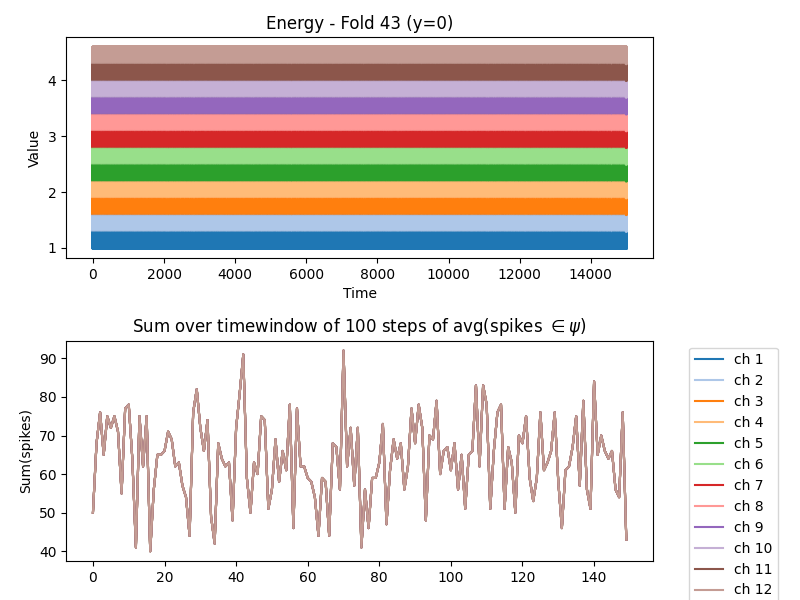 Energy - Fold 43 (y=0)
Value
4
3
2
1
0 2000 4000 6000 8000 10000 12000 14000
Time
Sum over timewindow of 100 steps of avg(spikes ∈ ψ)
Sum(spikes)
90
80
70
60
50
40
0 20 40 60 80 100 120 140
ch 1
ch 2
ch 3
ch 4
ch 5
ch 6
ch 7
ch 8
ch 9
ch 10
ch 11
ch 12